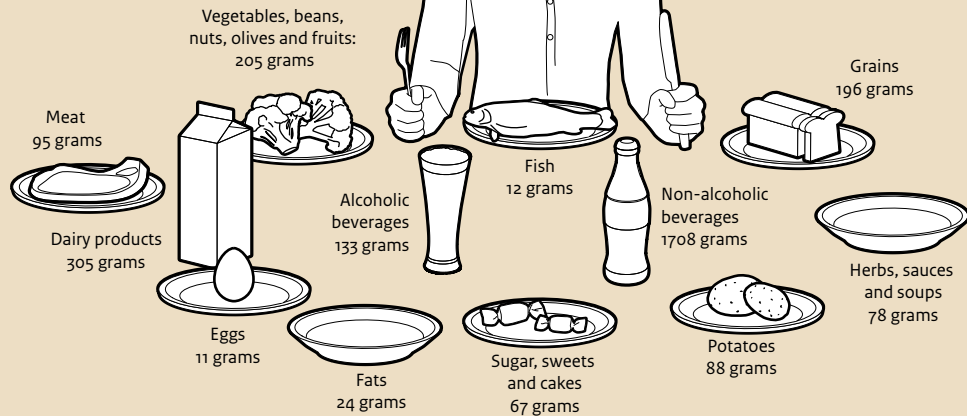 Vegetables, beans,
nuts, olives and fruits:
205 grams
Grains
196 grams
Meat
95 grams
Fish
12 grams
Alcoholic
beverages
133 grams
Non-alcoholic
beverages
1708 grams
Dairy products
305 grams
Herbs, sauces
and soups
78 grams
Eggs
11 grams
Potatoes
88 grams
Sugar, sweets
and cakes
67 grams
Fats
24 grams